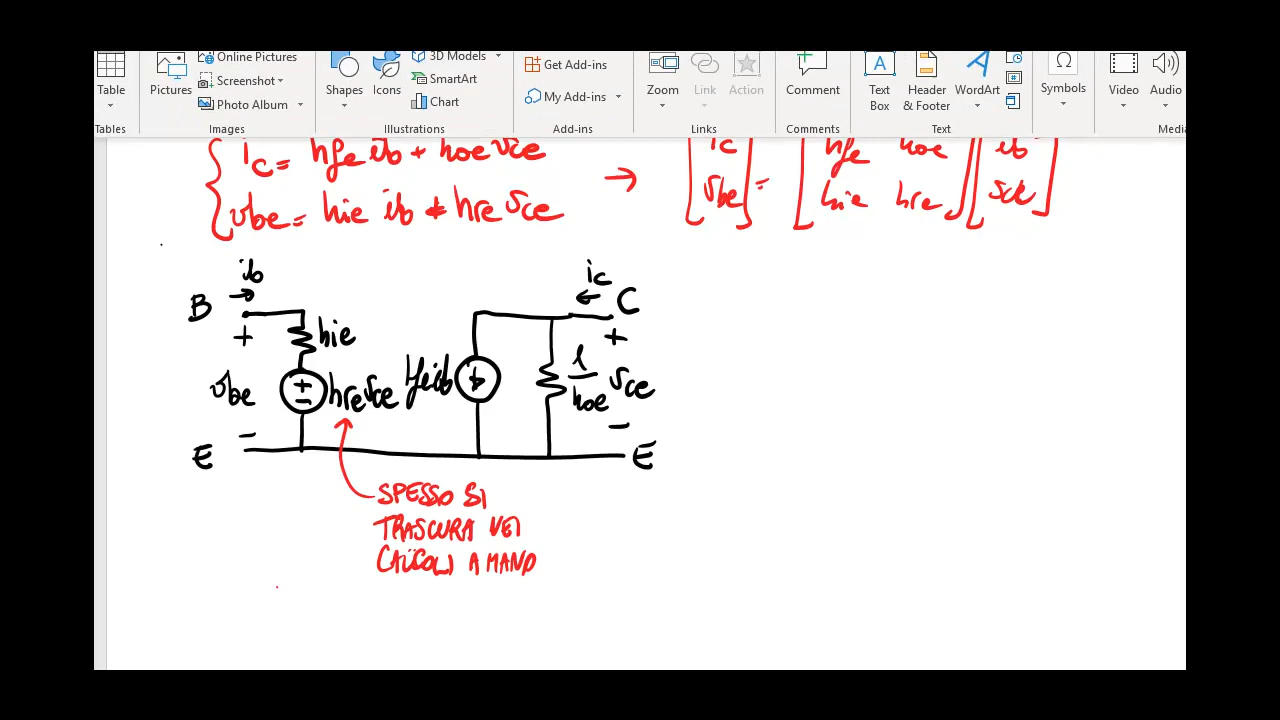 Online Pictures
3D Models
Get Add-ins
Screenshot
SmartArt
Table
Pictures
Shapes
Icons
Zoom
Link
Action
Comment
Text
Box
Header
& Footer
WordArt
Symbols
Video
Audio
Photo Album
Chart
My Add-ins
Tables
Images
Illustrations
Add-ins
Links
Comments
Text
Media
ic = hfe ib + hoe vce
vbe = hie ib + hre vce
→
[ic vbe] = [hfe hoe hie hre] [ib vce]
ib
ic
B
C
+
hie
+
vbe
+
−
hre vce
hfe ib
1/hoe
vce
−
−
E
E
SPESSO SI
TRASCURA NEI
CALCOLI A MANO